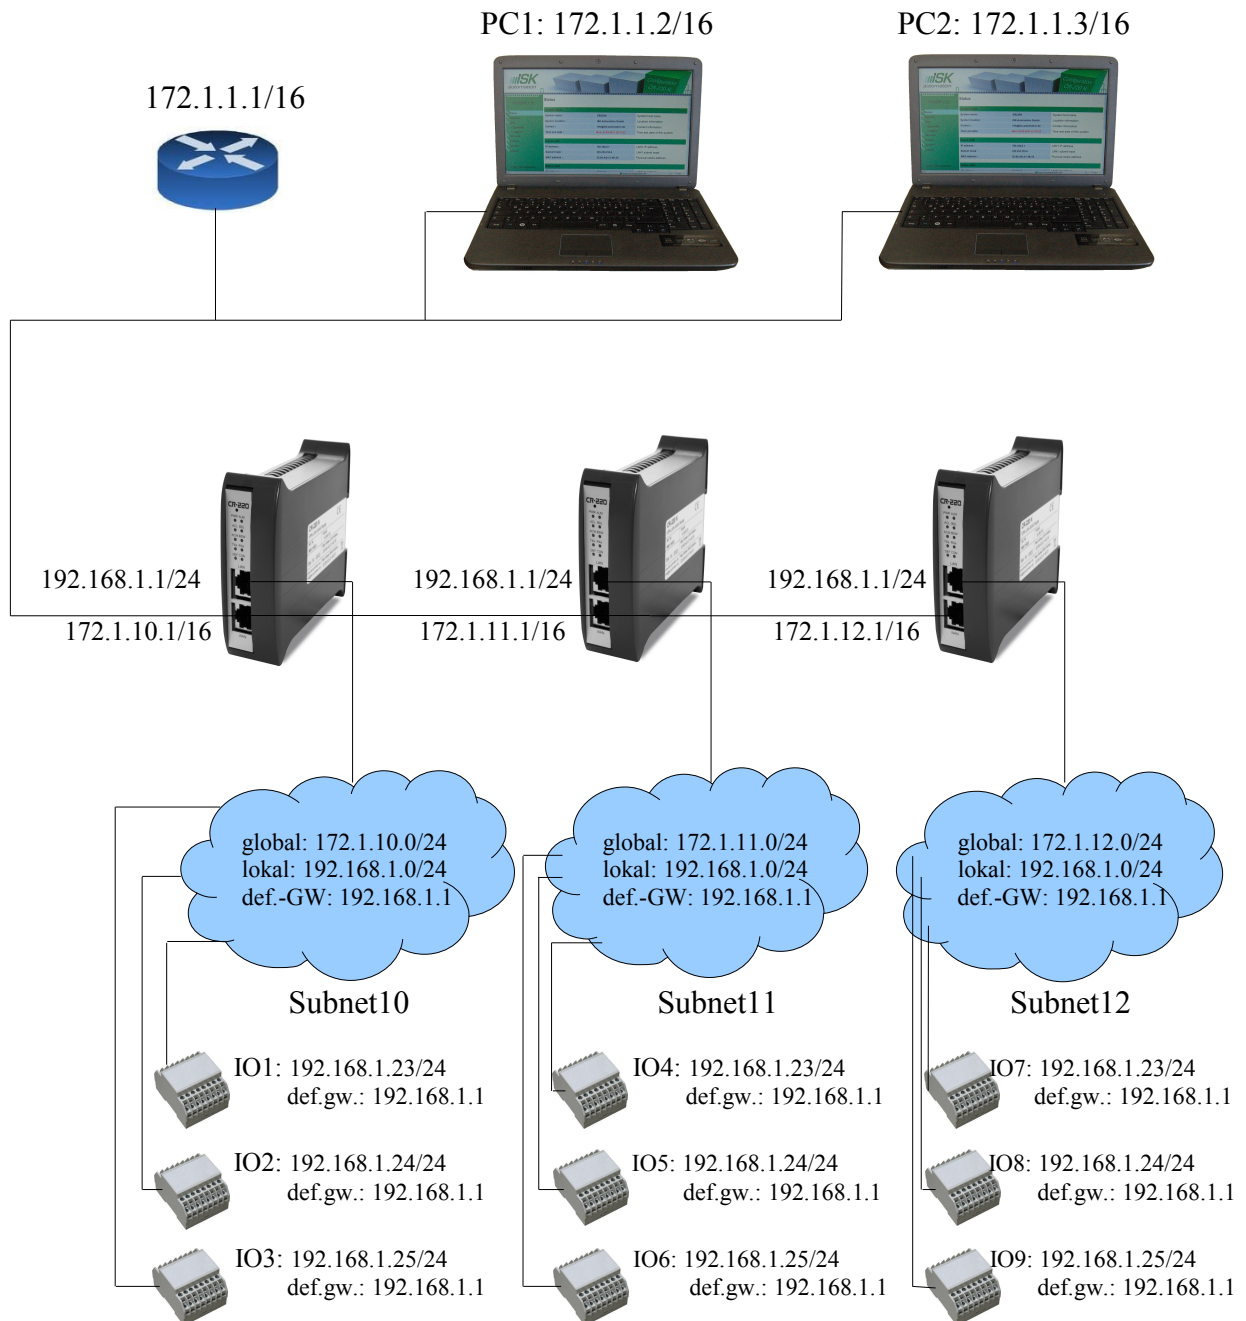 PC1: 172.1.1.2/16
PC2: 172.1.1.3/16
172.1.1.1/16
ISK
automation
ISK
automation
CR-220
CR-220
CR-220
192.168.1.1/24
172.1.10.1/16
192.168.1.1/24
172.1.11.1/16
192.168.1.1/24
172.1.12.1/16
global: 172.1.10.0/24
lokal: 192.168.1.0/24
def.-GW: 192.168.1.1
global: 172.1.11.0/24
lokal: 192.168.1.0/24
def.-GW: 192.168.1.1
global: 172.1.12.0/24
lokal: 192.168.1.0/24
def.-GW: 192.168.1.1
Subnet10
Subnet11
Subnet12
IO1: 192.168.1.23/24
def.gw.: 192.168.1.1
IO4: 192.168.1.23/24
def.gw.: 192.168.1.1
IO7: 192.168.1.23/24
def.gw.: 192.168.1.1
IO2: 192.168.1.24/24
def.gw.: 192.168.1.1
IO5: 192.168.1.24/24
def.gw.: 192.168.1.1
IO8: 192.168.1.24/24
def.gw.: 192.168.1.1
IO3: 192.168.1.25/24
def.gw.: 192.168.1.1
IO6: 192.168.1.25/24
def.gw.: 192.168.1.1
IO9: 192.168.1.25/24
def.gw.: 192.168.1.1